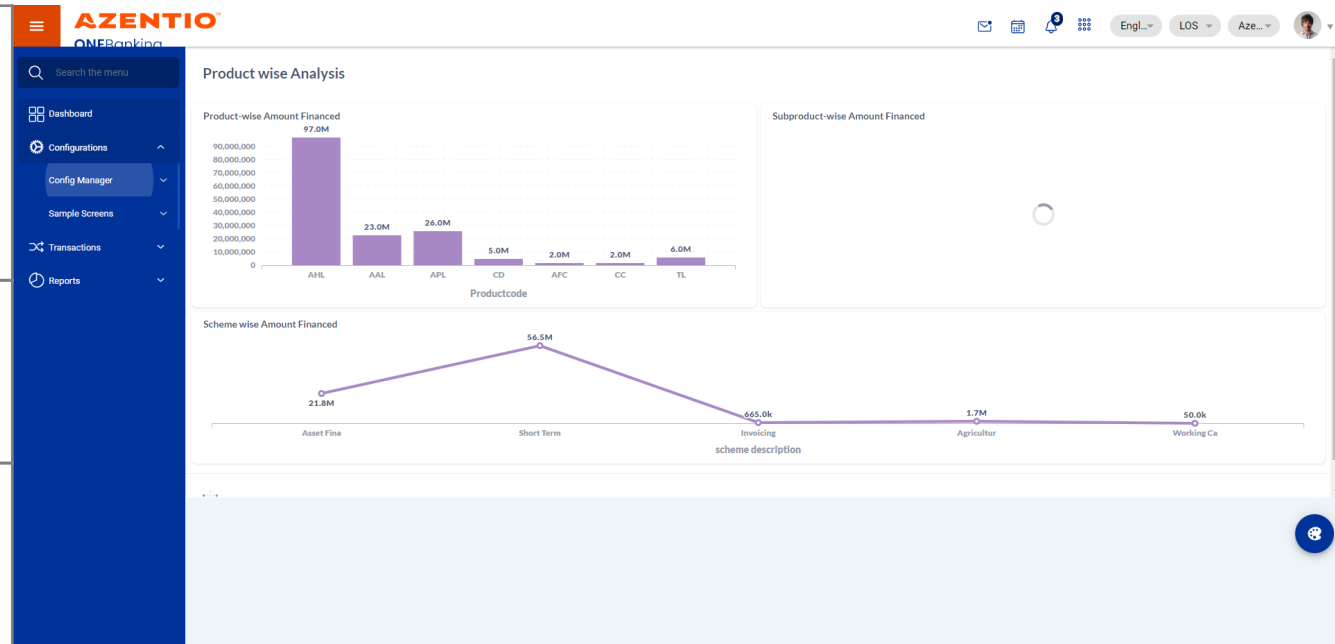 AZENTIO
ONEBanking
3
Engl...
LOS
Aze...
Search the menu
Dashboard
Configurations
Config Manager
Sample Screens
Transactions
Reports
Product wise Analysis
Product-wise Amount Financed
97.0M
90,000,000
80,000,000
70,000,000
60,000,000
50,000,000
40,000,000
30,000,000
20,000,000
10,000,000
0
23.0M
26.0M
5.0M
2.0M
2.0M
6.0M
AHL AAL APL CD AFC CC TL
Productcode
Subproduct-wise Amount Financed
Scheme wise Amount Financed
56.5M
21.8M
665.0k
1.7M
50.0k
Asset Fina Short Term Invoicing Agricultur Working Ca
scheme description